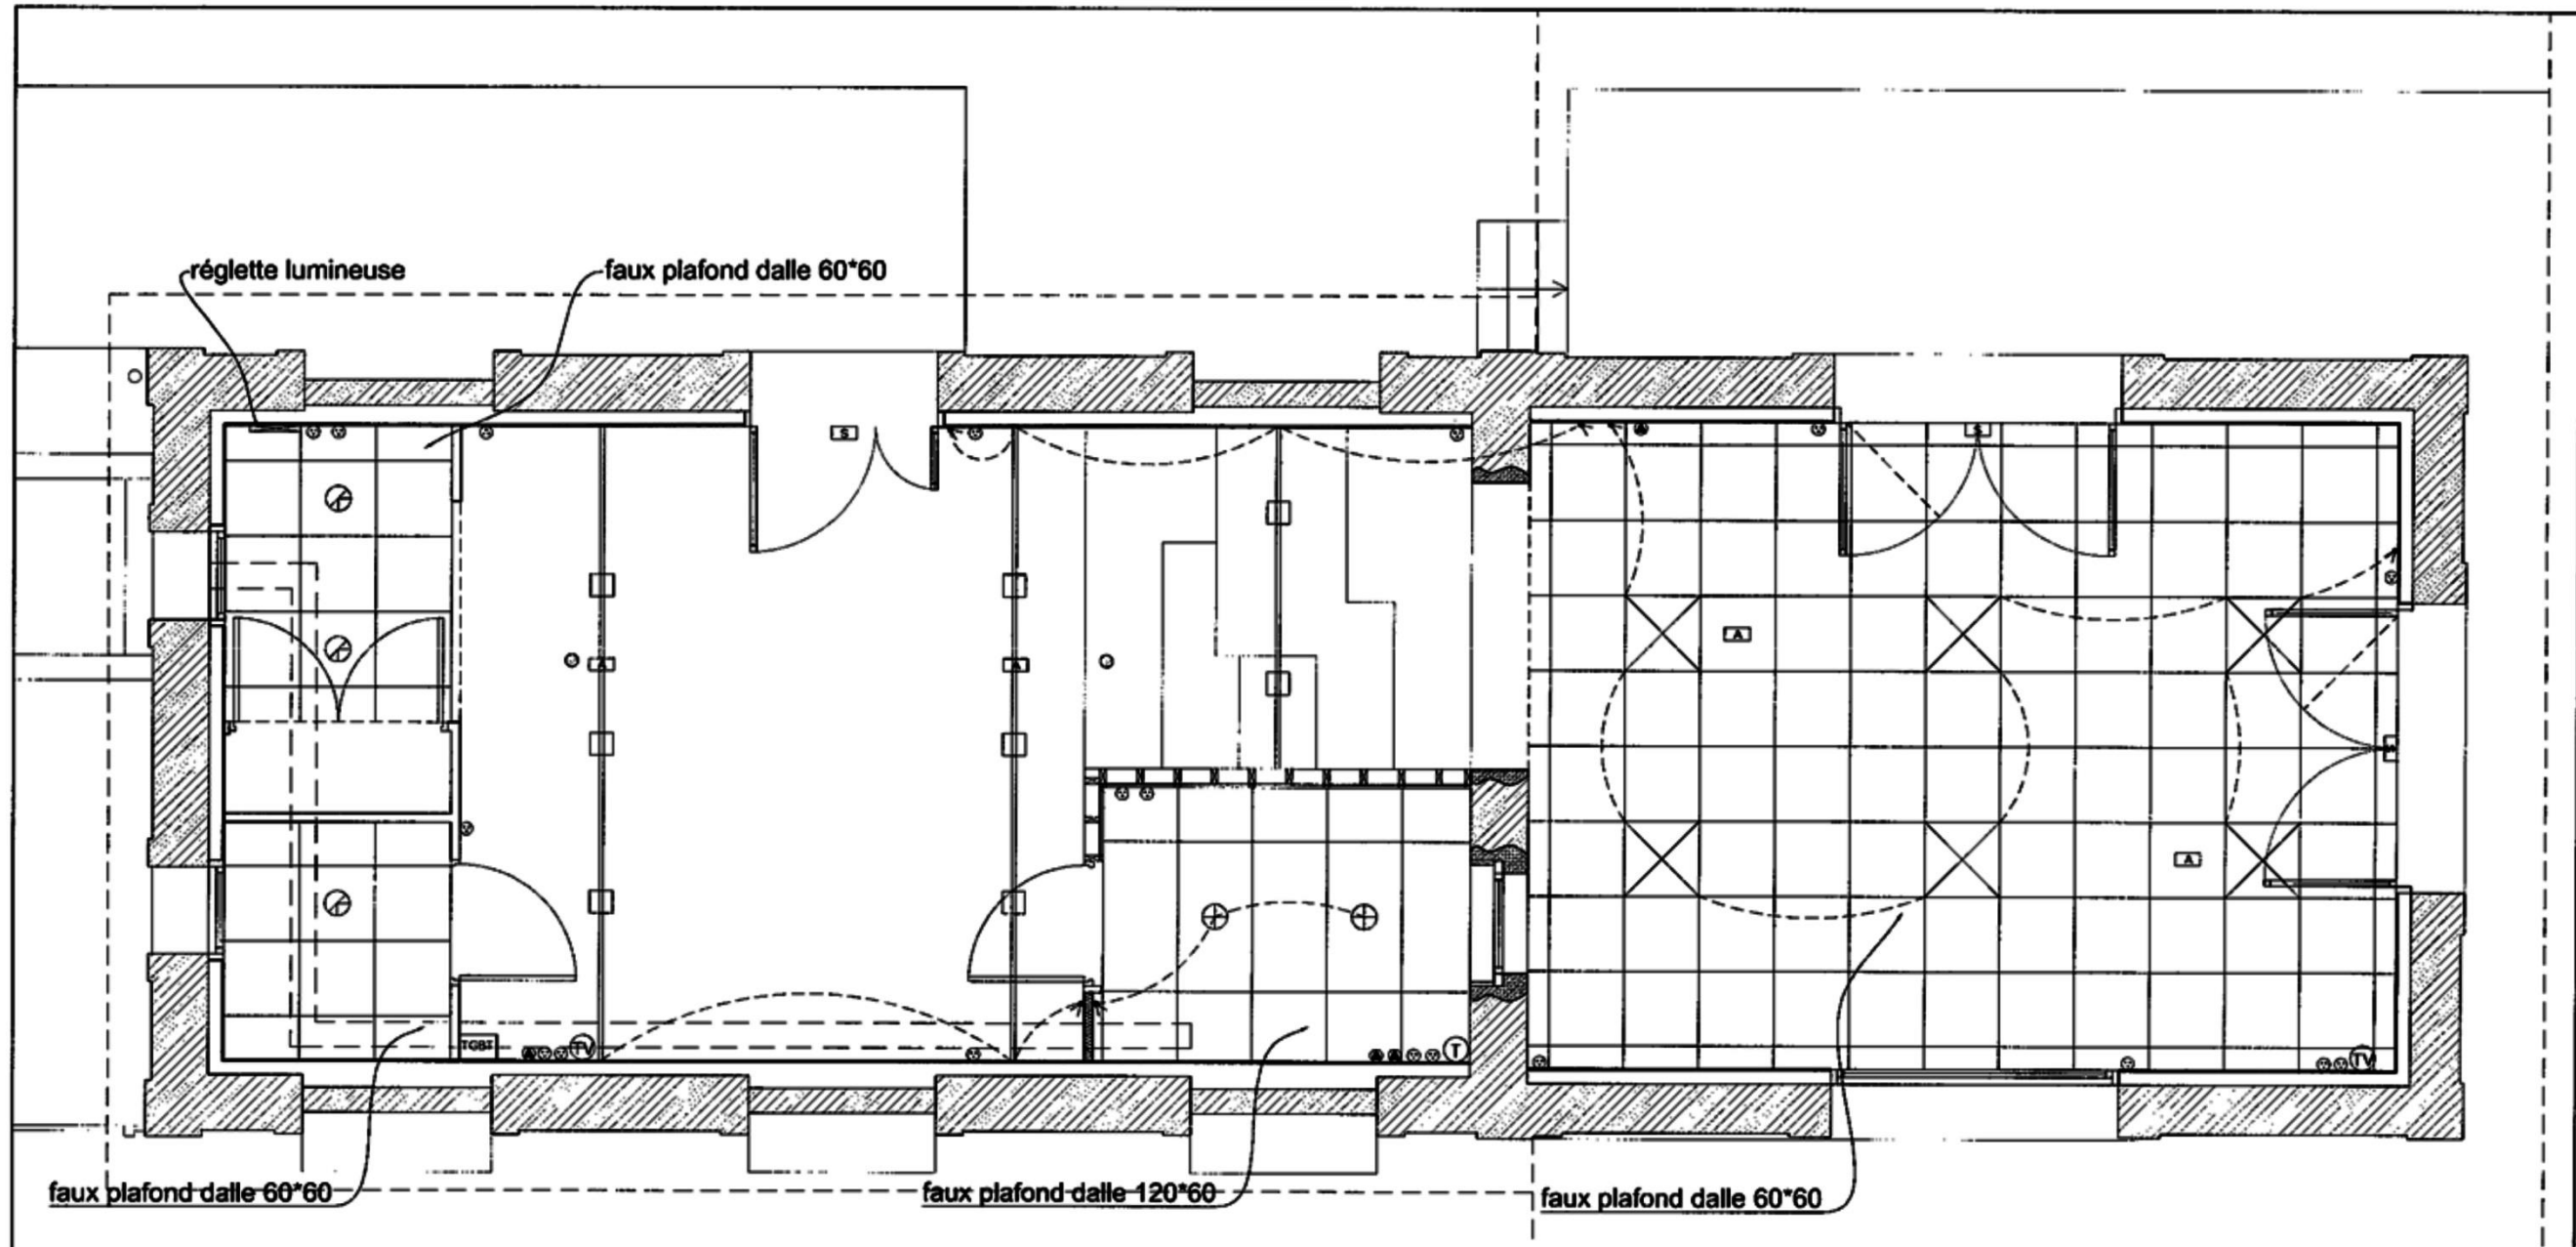 réglette lumineuse
faux plafond dalle 60*60
S
S
A
A
A
A
TGBT
TV
T
TV
faux plafond dalle 60*60
faux plafond dalle 120*60
faux plafond dalle 60*60